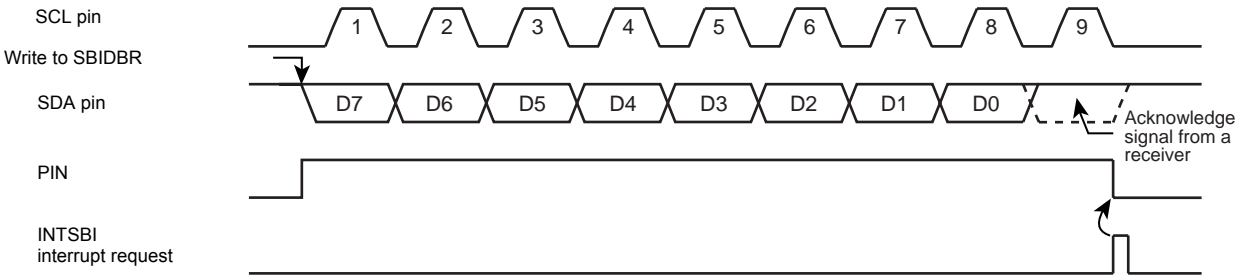 SCL pin
1 2 3 4 5 6 7 8 9
Write to SBIDBR
SDA pin
D7 D6 D5 D4 D3 D2 D1 D0
Acknowledge
signal from a
receiver
PIN
INTSBI
interrupt request